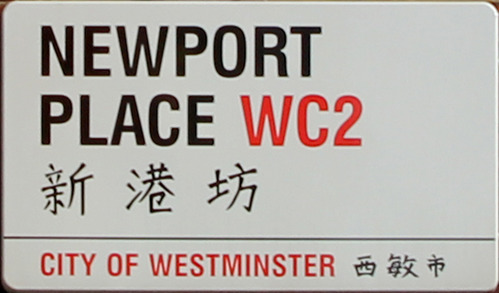 NEWPORT
PLACE WC2
新港坊
CITY OF WESTMINSTER 西敏市